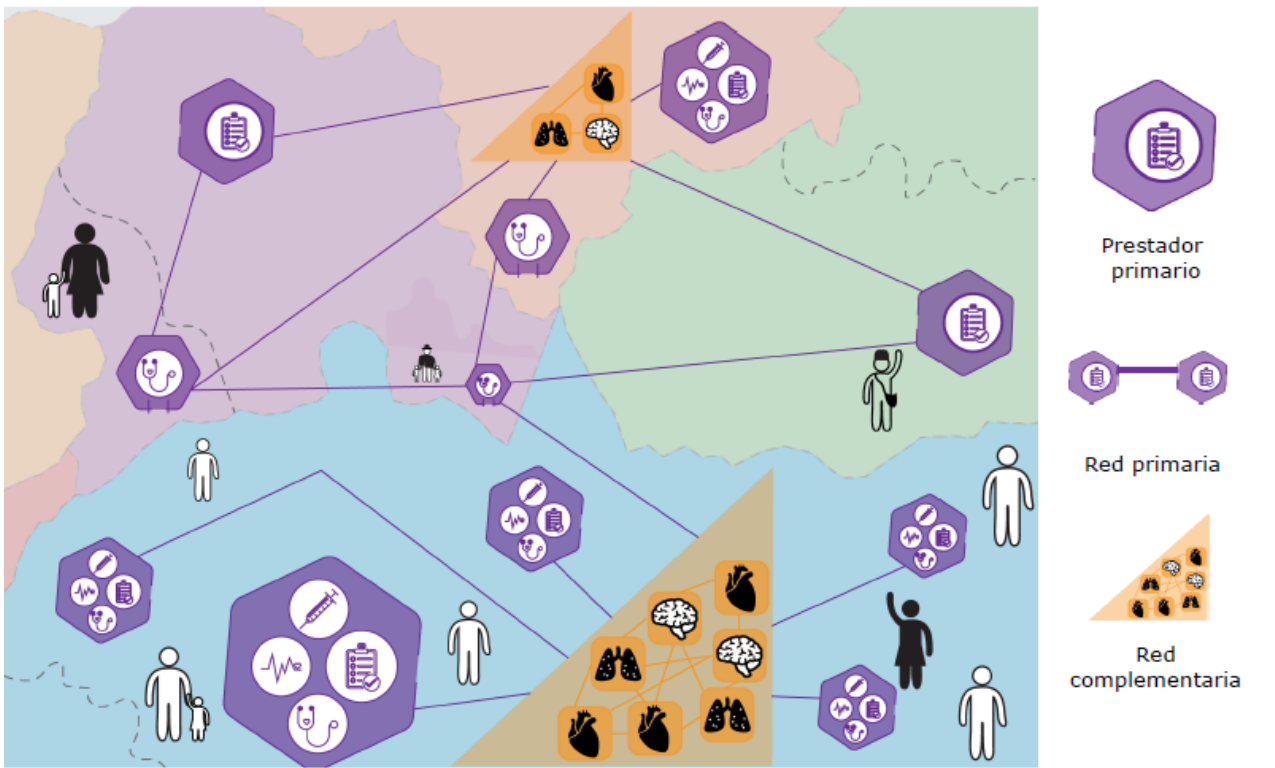 Prestador
primario
Red primaria
Red
complementaria